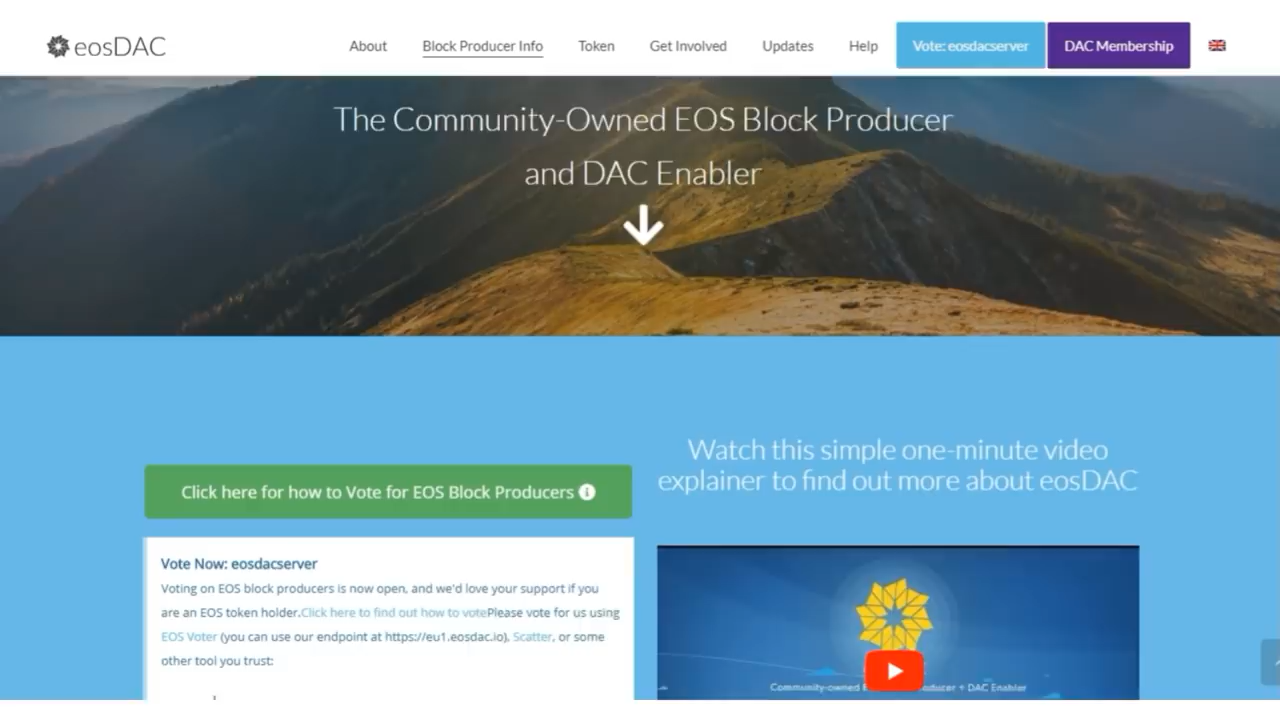 eosDAC
About Block Producer Info Token Get Involved Updates Help Vote: eosdacserver DAC Membership
The Community-Owned EOS Block Producer
and DAC Enabler
Click here for how to Vote for EOS Block Producers
Vote Now: eosdacserver
Voting on EOS block producers is now open, and we'd love your support if you
are an EOS token holder.Click here to find out how to votePlease vote for us using
EOS Voter (you can use our endpoint at https://eu1.eosdac.io), Scatter, or some
other tool you trust:
Watch this simple one-minute video
explainer to find out more about eosDAC
Community-owned + DAC Enabler